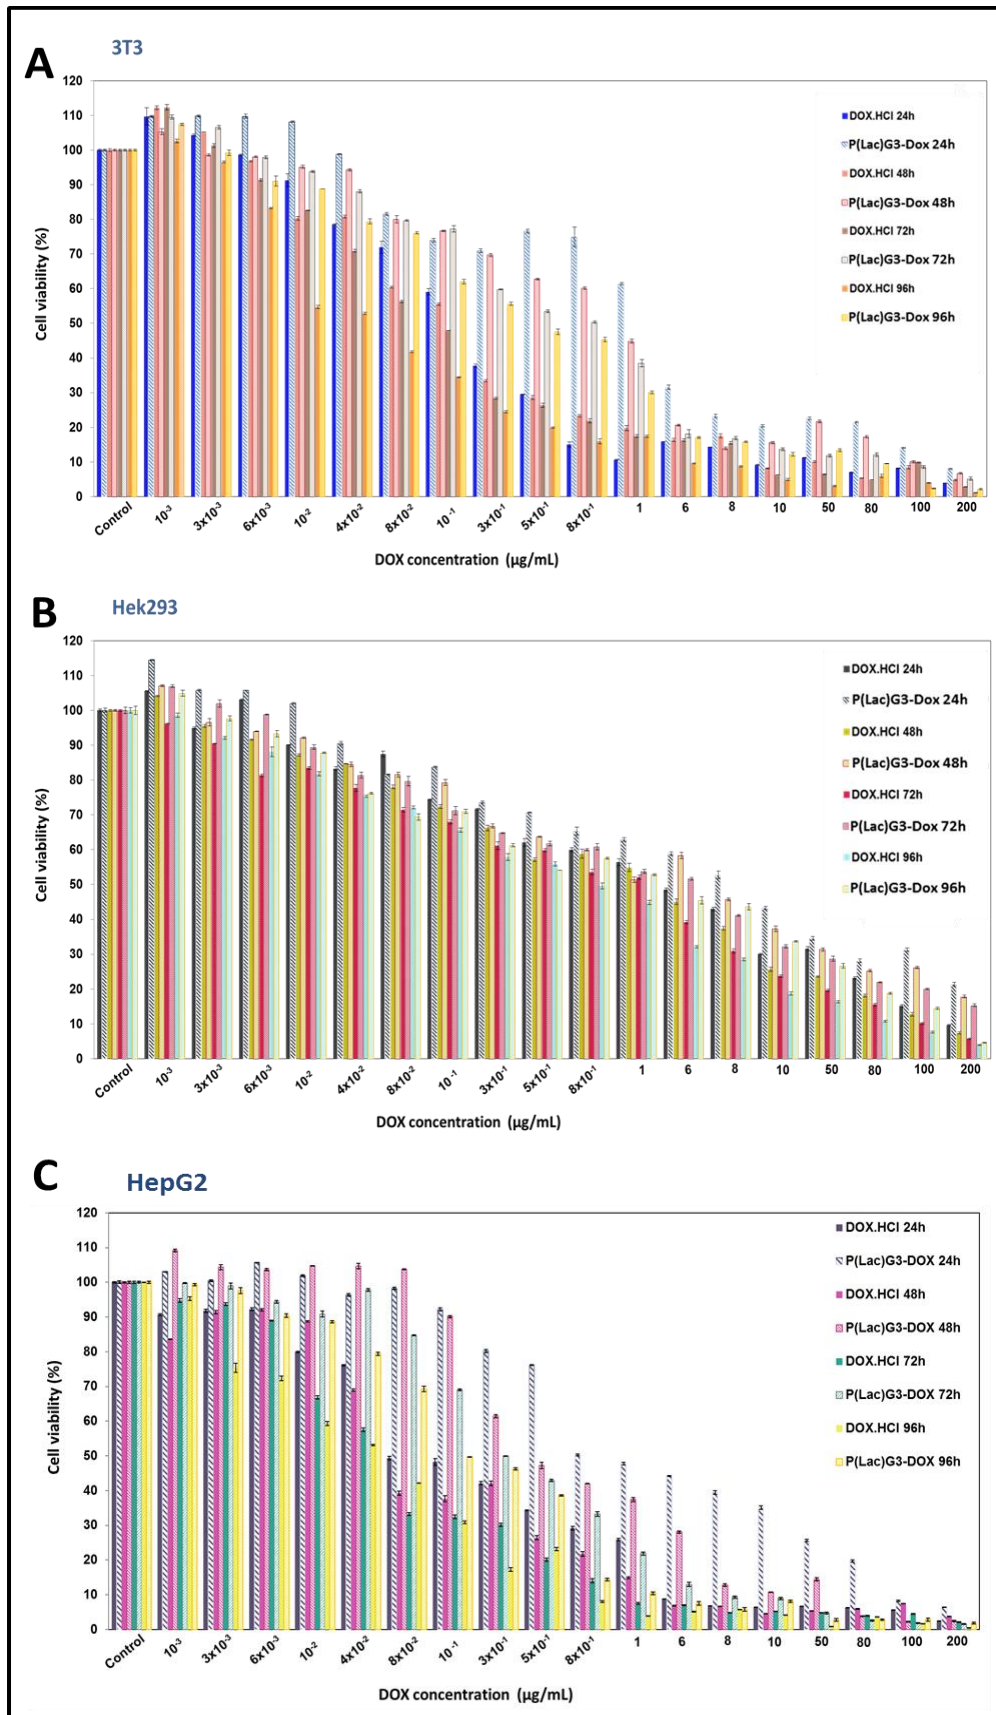 A
3T3
120
110
100
90
80
70
60
50
40
30
20
10
0
Cell viability (%)
DOX.HCl 24h
P(Lac)G3-Dox 24h
DOX.HCl 48h
P(Lac)G3-Dox 48h
DOX.HCl 72h
P(Lac)G3-Dox 72h
DOX.HCl 96h
P(Lac)G3-Dox 96h
Control 10⁻³ 3x10⁻³ 6x10⁻³ 10⁻² 4x10⁻² 8x10⁻² 10⁻¹ 3x10⁻¹ 5x10⁻¹ 8x10⁻¹ 1 6 8 10 50 80 100 200
DOX concentration (µg/mL)
B
Hek293
120
110
100
90
80
70
60
50
40
30
20
10
0
Cell viability (%)
DOX.HCl 24h
P(Lac)G3-Dox 24h
DOX.HCl 48h
P(Lac)G3-Dox 48h
DOX.HCl 72h
P(Lac)G3-Dox 72h
DOX.HCl 96h
P(Lac)G3-Dox 96h
Control 10⁻³ 3x10⁻³ 6x10⁻³ 10⁻² 4x10⁻² 8x10⁻² 10⁻¹ 3x10⁻¹ 5x10⁻¹ 8x10⁻¹ 1 6 8 10 50 80 100 200
DOX concentration (µg/mL)
C
HepG2
120
110
100
90
80
70
60
50
40
30
20
10
0
Cell viability (%)
DOX.HCl 24h
P(Lac)G3-DOX 24h
DOX.HCl 48h
P(Lac)G3-DOX 48h
DOX.HCl 72h
P(Lac)G3-DOX 72h
DOX.HCl 96h
P(Lac)G3-DOX 96h
Control 10⁻³ 3x10⁻³ 6x10⁻³ 10⁻² 4x10⁻² 8x10⁻² 10⁻¹ 3x10⁻¹ 5x10⁻¹ 8x10⁻¹ 1 6 8 10 50 80 100 200
DOX concentration (µg/mL)